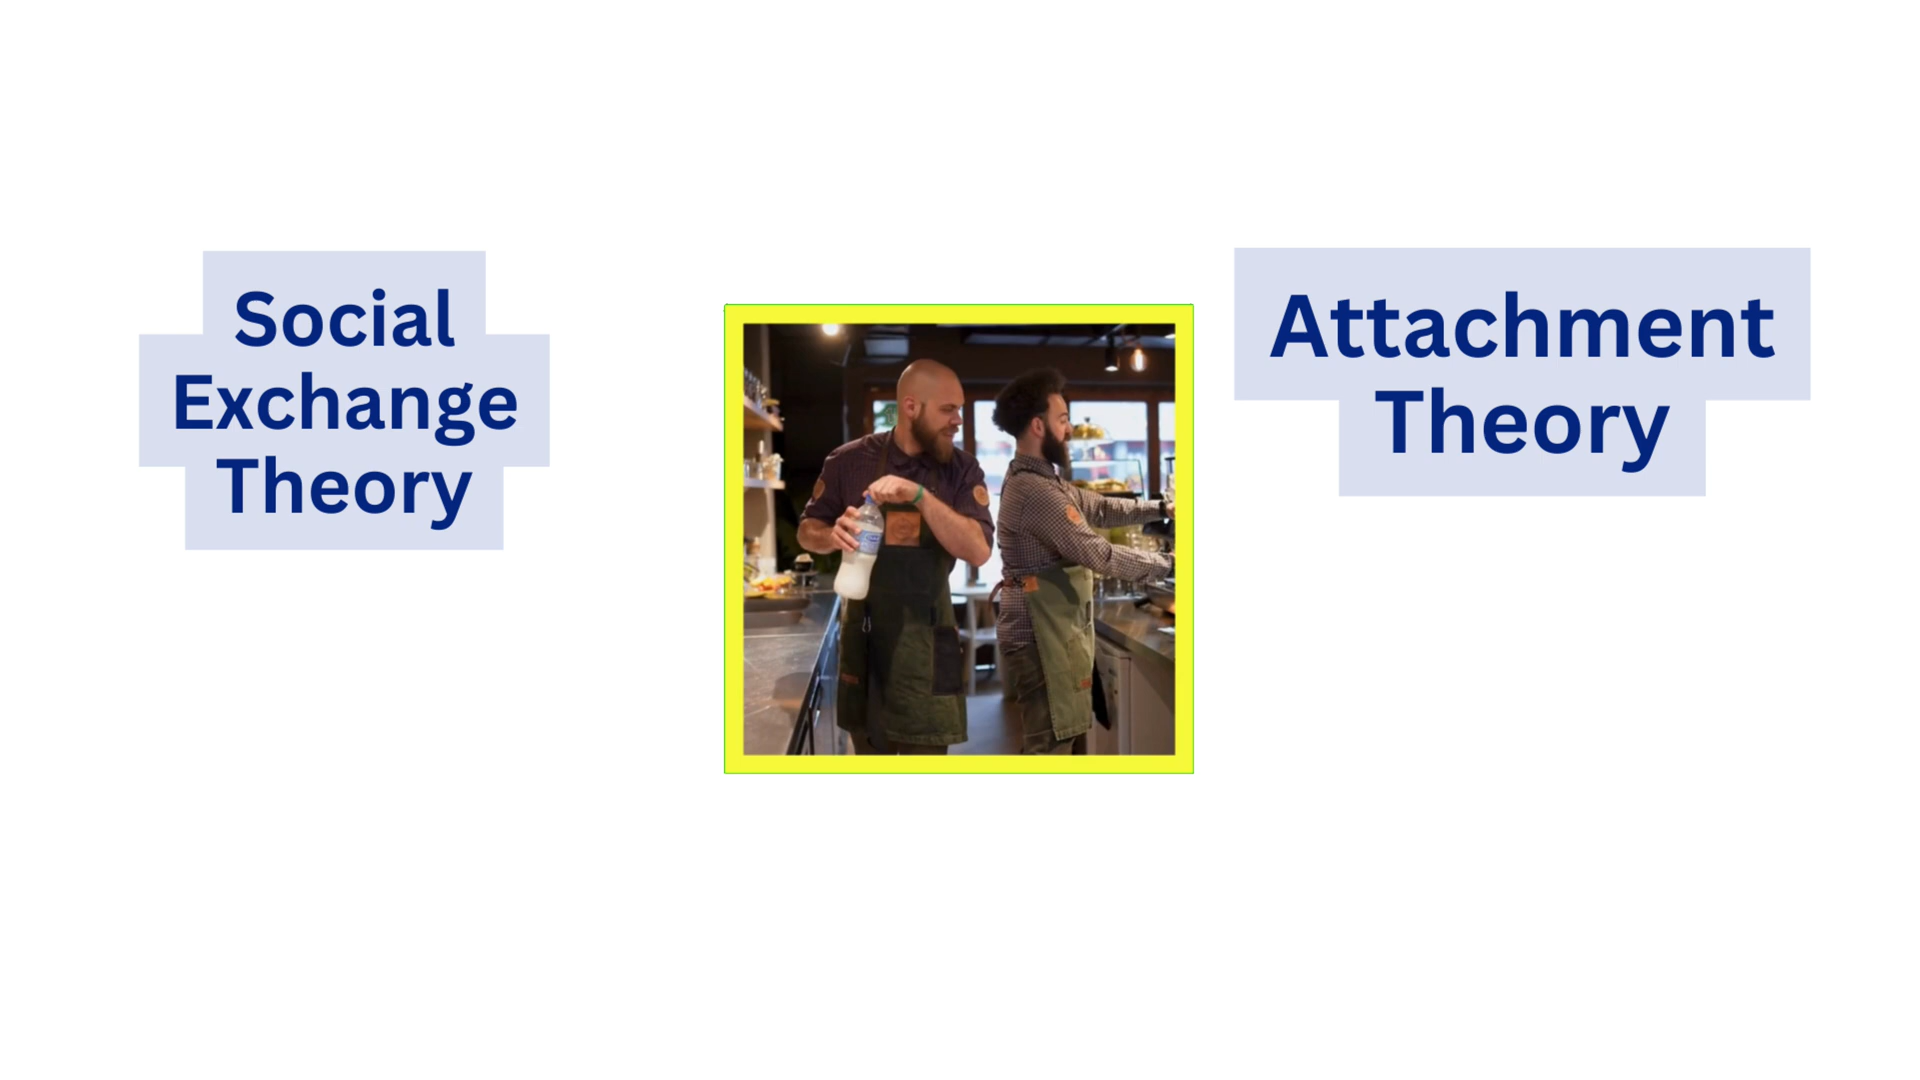 Social
Exchange
Theory
Attachment
Theory